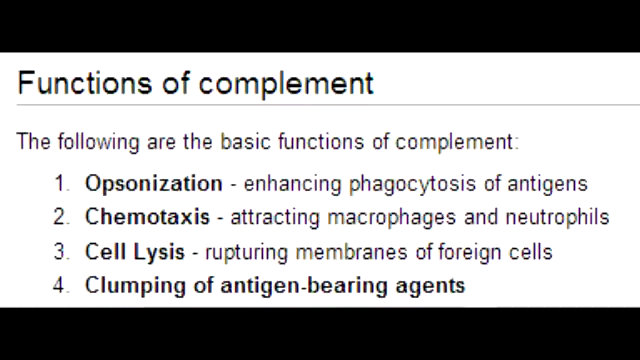 Functions of complement
The following are the basic functions of complement:
1. Opsonization - enhancing phagocytosis of antigens
2. Chemotaxis - attracting macrophages and neutrophils
3. Cell Lysis - rupturing membranes of foreign cells
4. Clumping of antigen-bearing agents